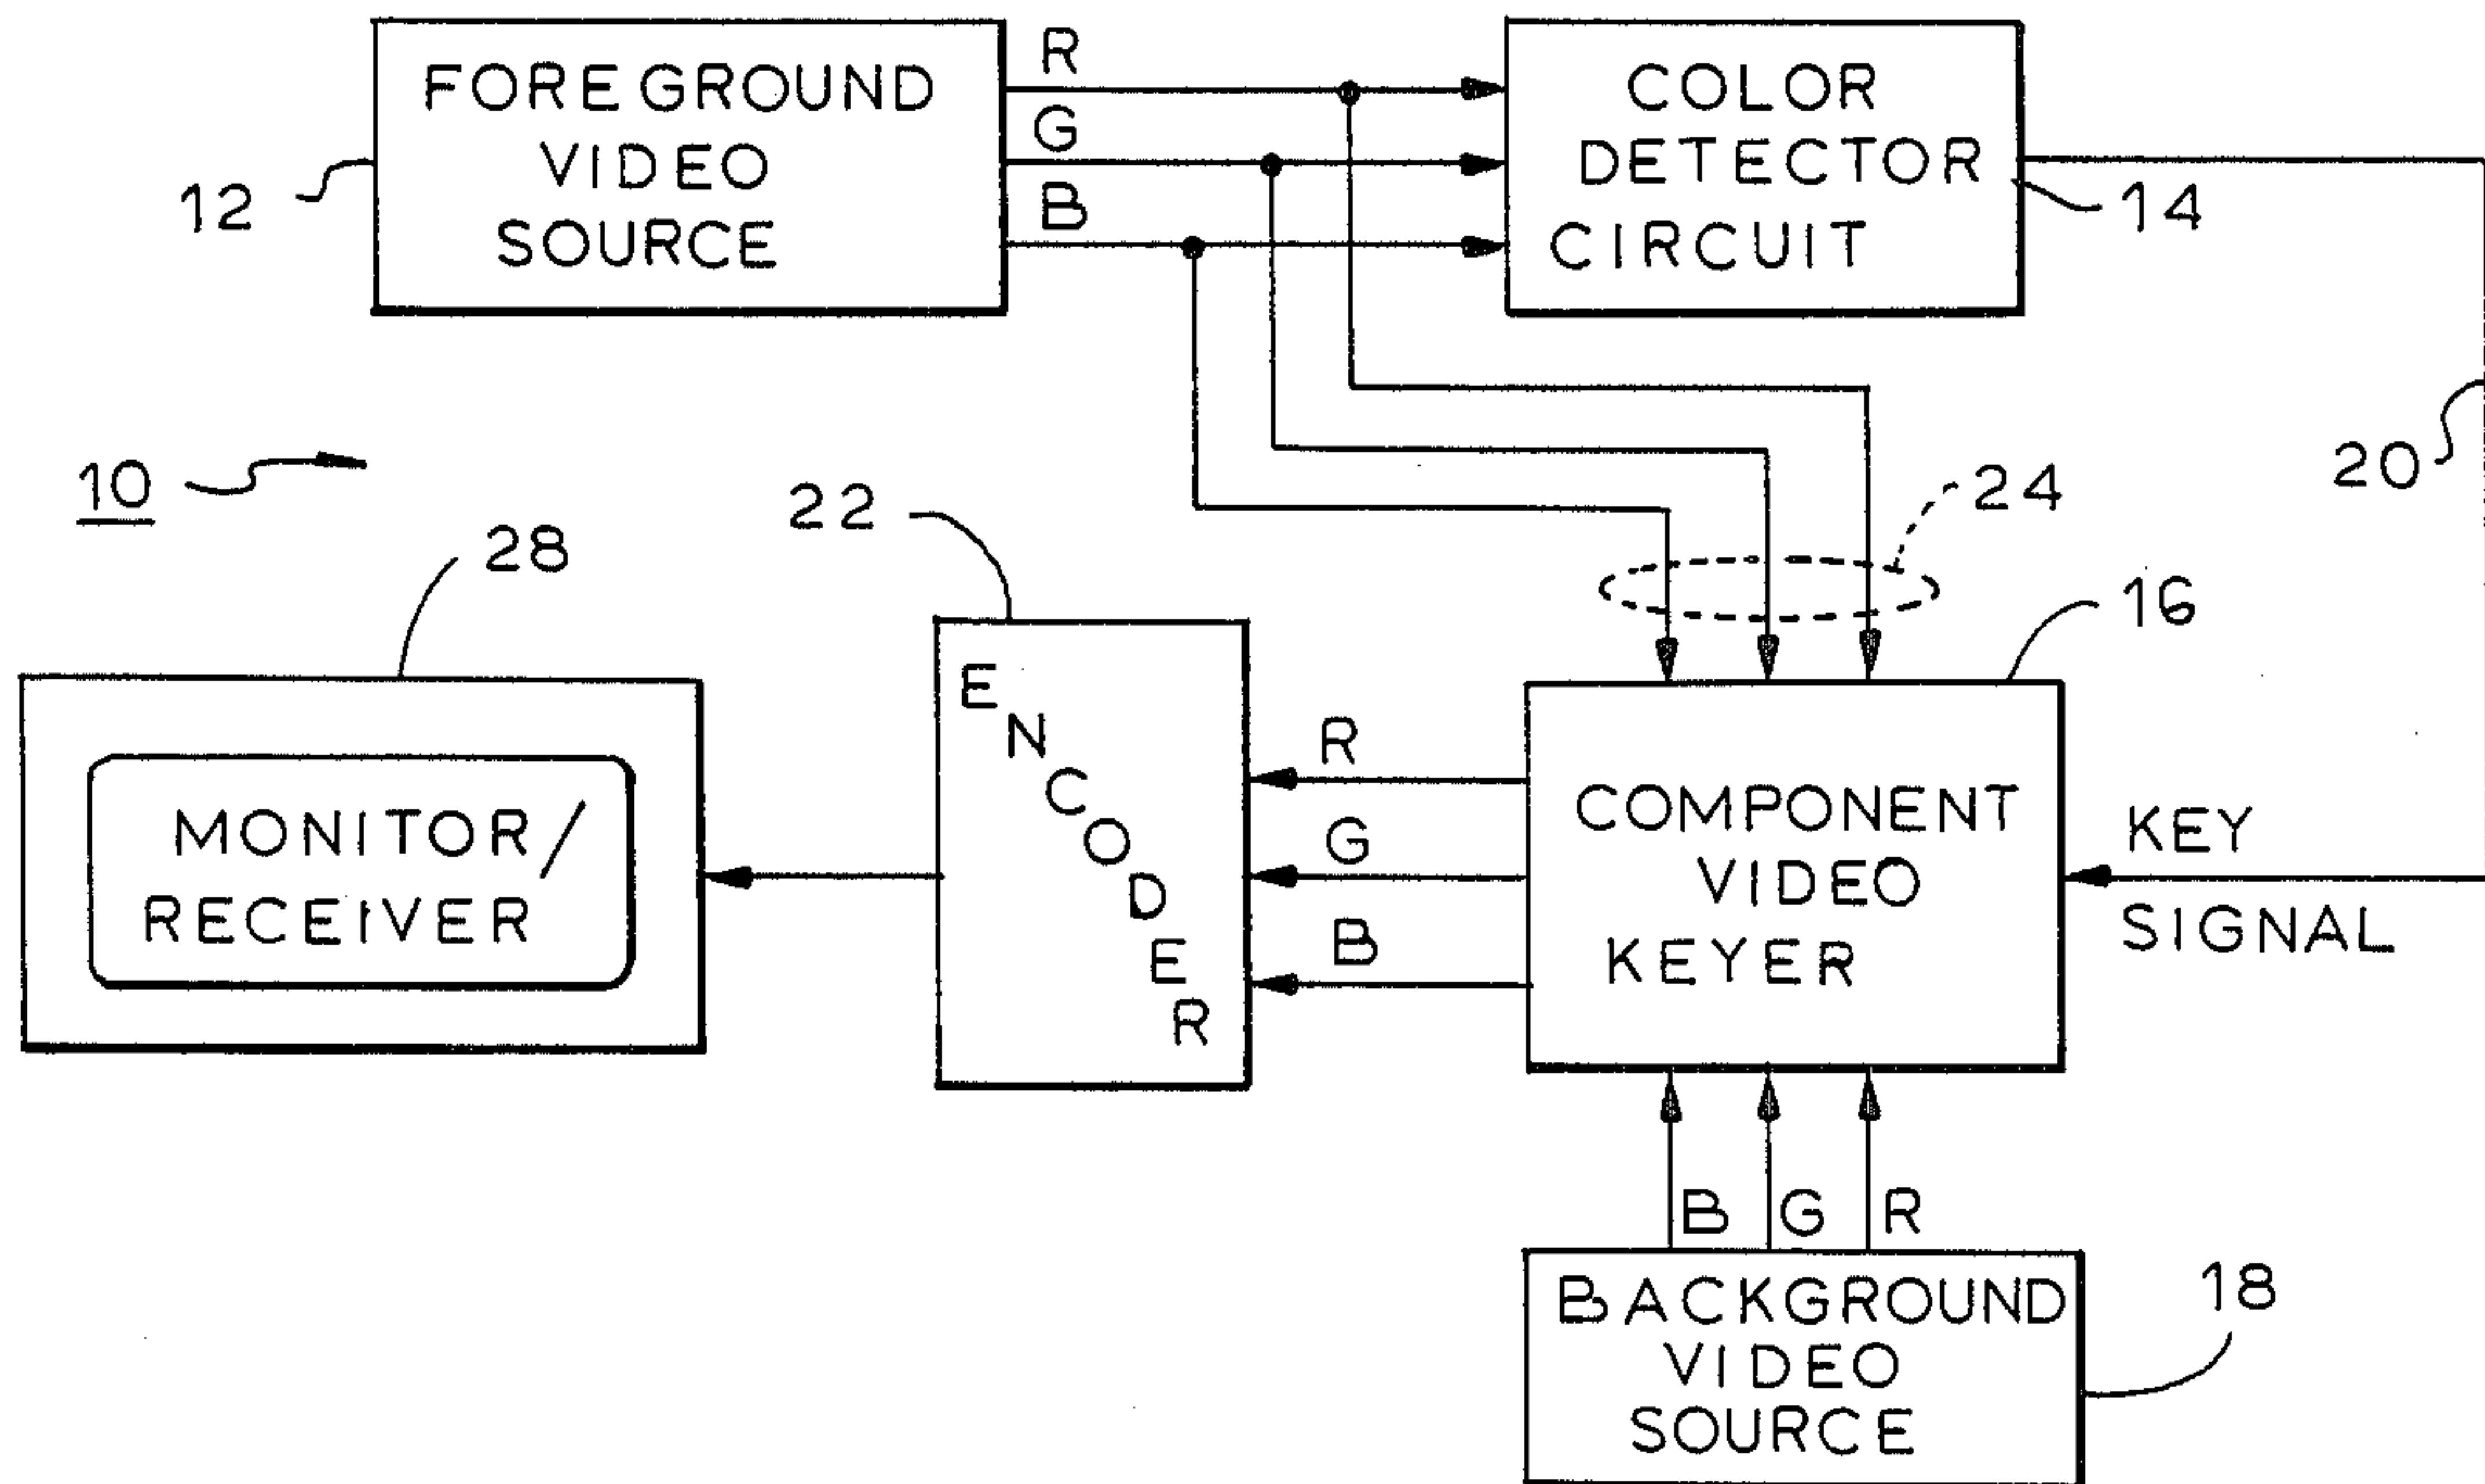 FOREGROUND
VIDEO
SOURCE
12
R
G
B
COLOR
DETECTOR
CIRCUIT
14
10
20
22
24
28
16
MONITOR/
RECEIVER
ENCODER
R
G
B
COMPONENT
VIDEO
KEYER
KEY
SIGNAL
B G R
BACKGROUND
VIDEO
SOURCE
18